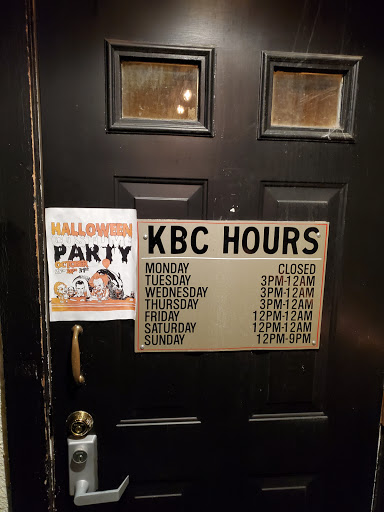 HALLOWEEN
PARTY
KBC HOURS
MONDAY CLOSED
TUESDAY 3PM-12AM
WEDNESDAY 3PM-12AM
THURSDAY 3PM-12AM
FRIDAY 12PM-12AM
SATURDAY 12PM-12AM
SUNDAY 12PM-9PM